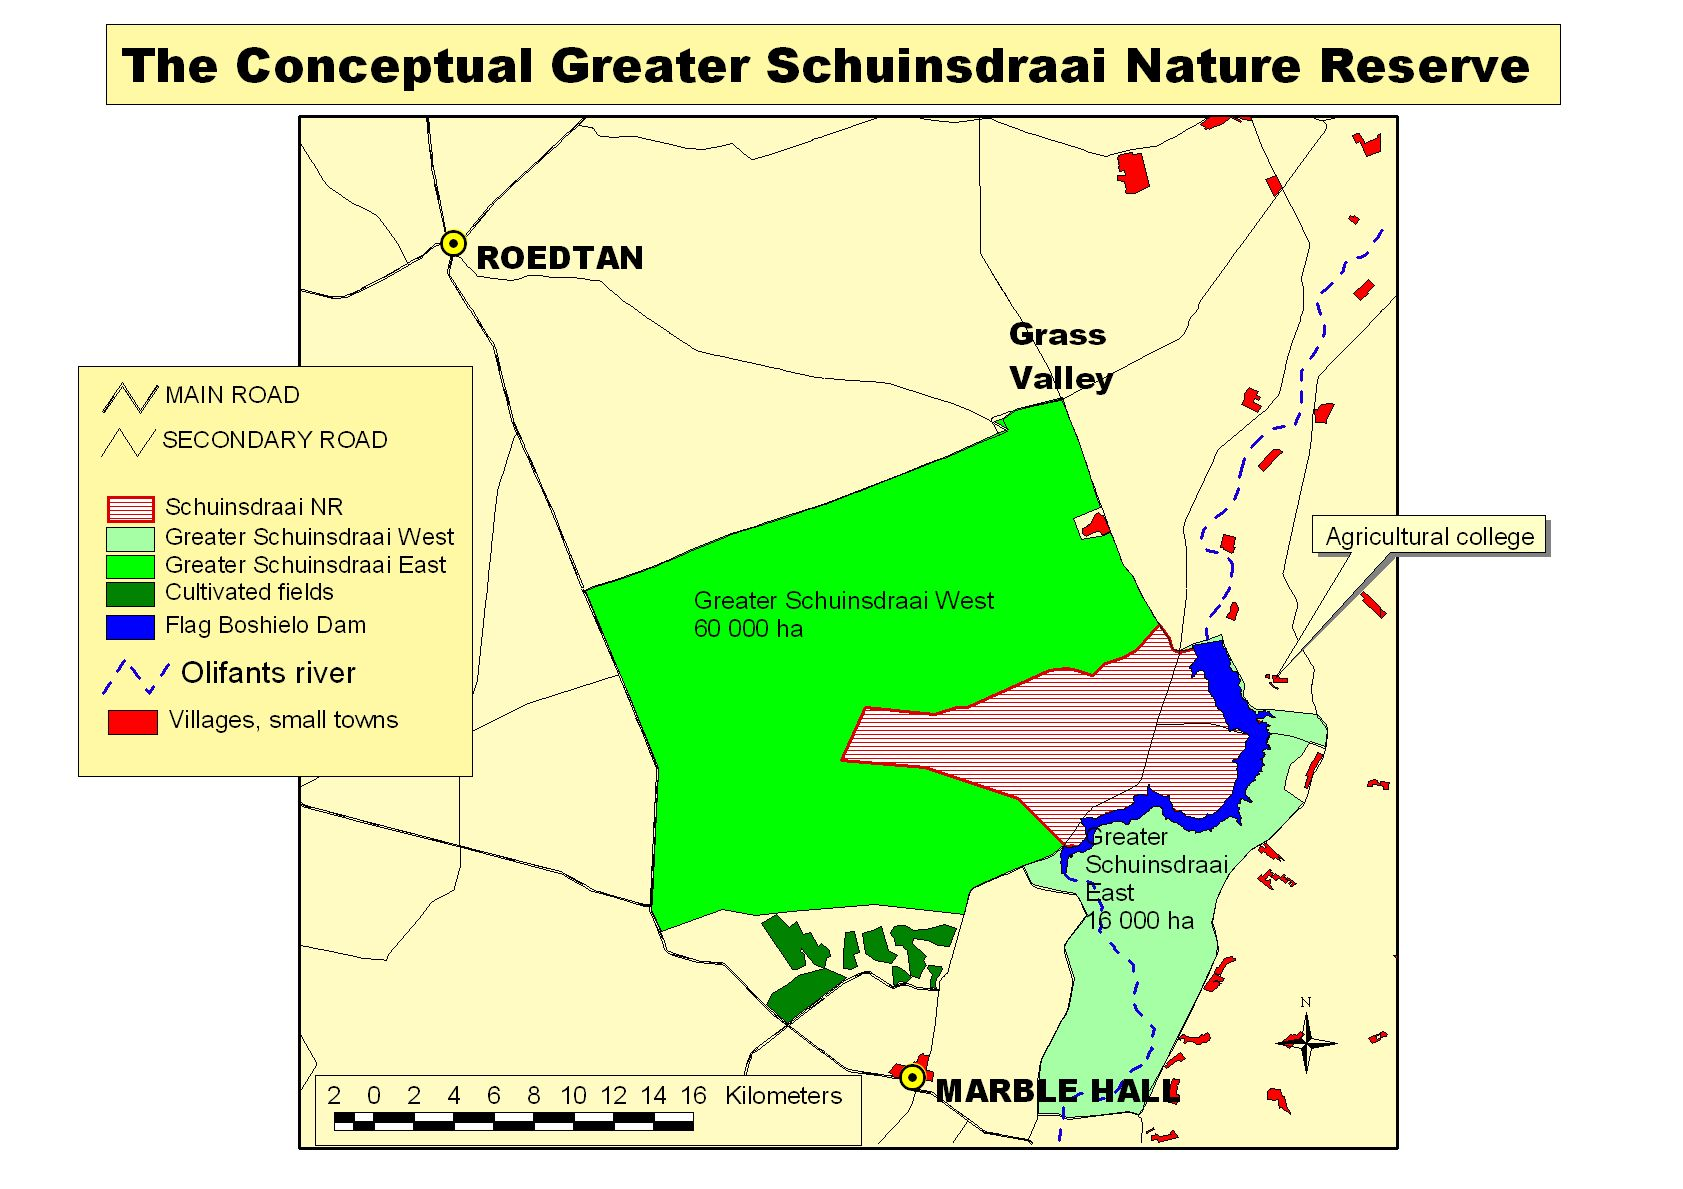 The Conceptual Greater Schuinsdraai Nature Reserve
ROEDTAN
Grass
Valley
MAIN ROAD
SECONDARY ROAD
Schuinsdraai NR
Greater Schuinsdraai West
Greater Schuinsdraai East
Cultivated fields
Flag Boshielo Dam
Olifants river
Villages, small towns
Agricultural college
Greater Schuinsdraai West
60 000 ha
Greater
Schuinsdraai
East
16 000 ha
N
MARBLE HALL
2 0 2 4 6 8 10 12 14 16 Kilometers